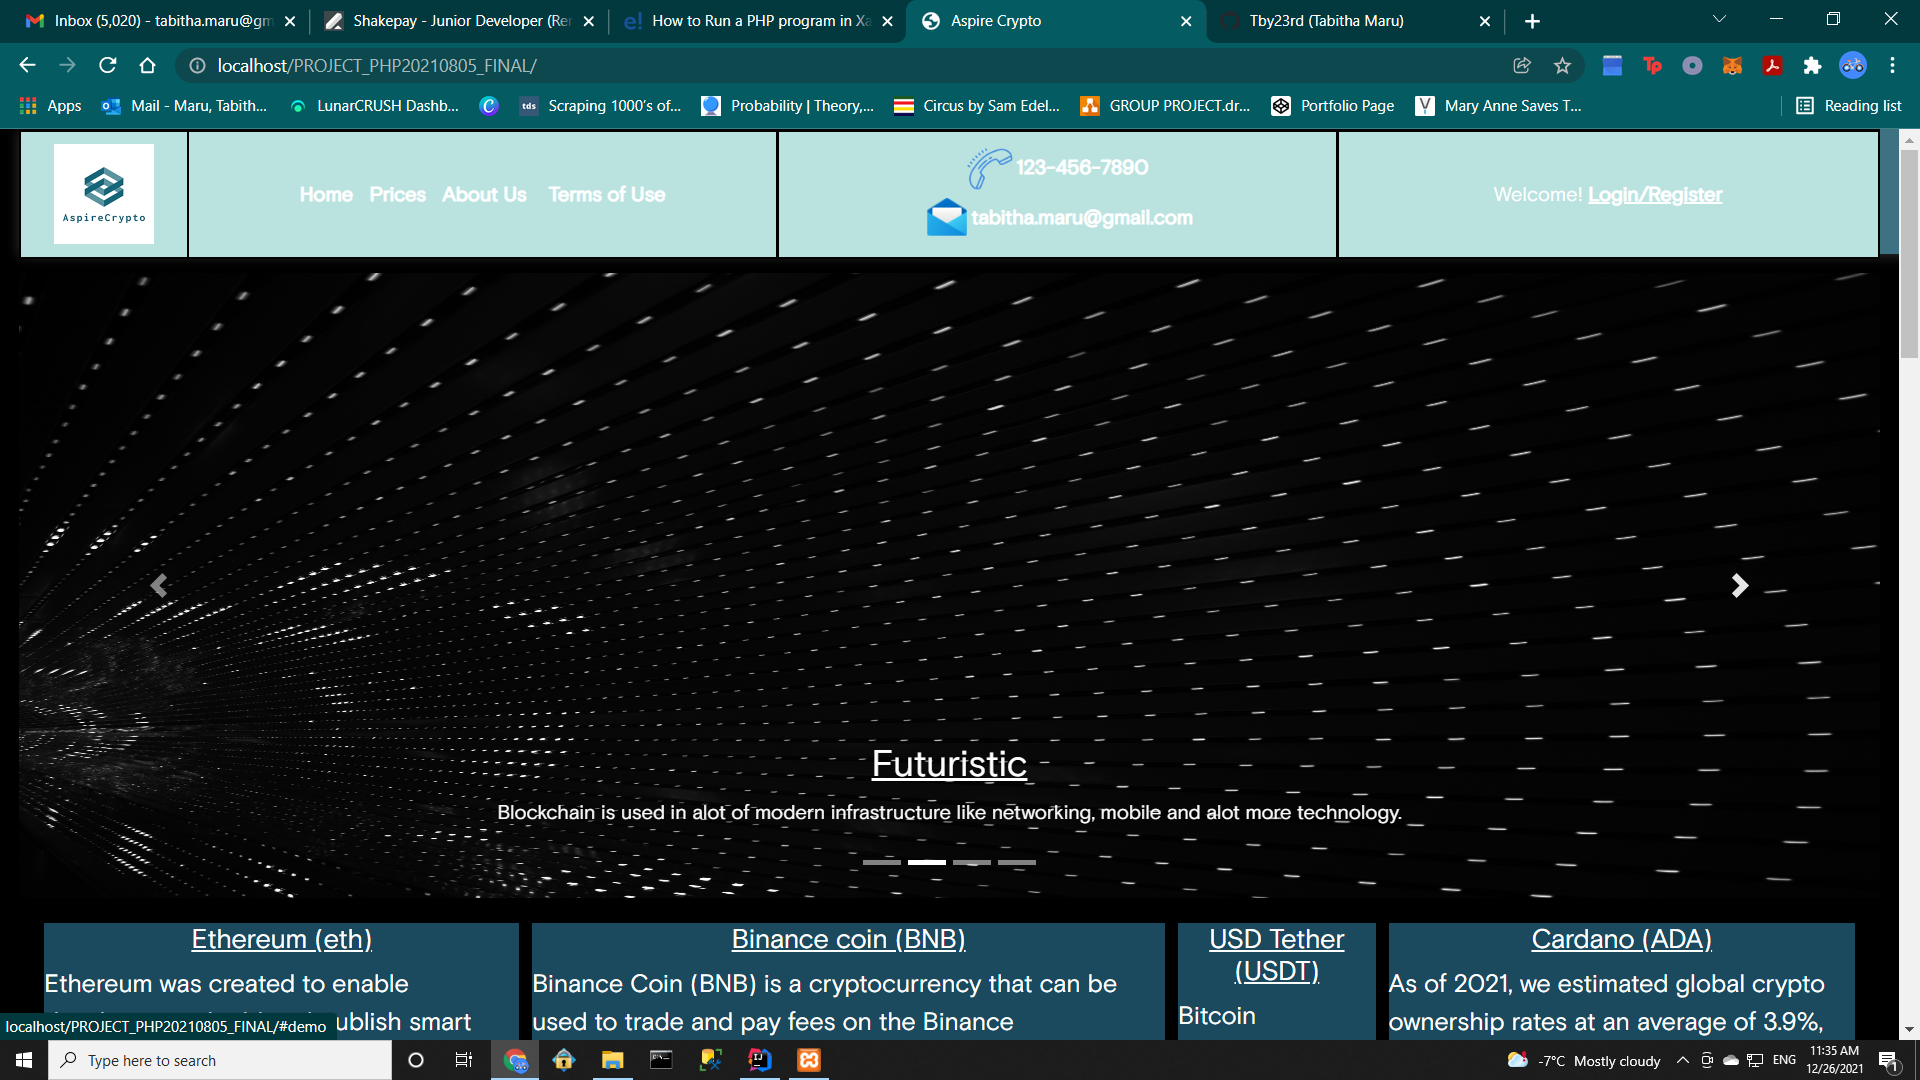 Inbox (5,020) - tabitha.maru@gm
Shakepay - Junior Developer (Rer
How to Run a PHP program in Xa
Aspire Crypto
Tby23rd (Tabitha Maru)
localhost/PROJECT_PHP20210805_FINAL/
Apps
Mail - Maru, Tabith...
LunarCRUSH Dashb...
tds
Scraping 1000's of...
Probability | Theory,...
Circus by Sam Edel...
GROUP PROJECT.dr...
Portfolio Page
Mary Anne Saves T...
Reading list
AspireCrypto
Home
Prices
About Us
Terms of Use
123-456-7890
tabitha.maru@gmail.com
Welcome! Login/Register
Futuristic
Blockchain is used in alot of modern infrastructure like networking, mobile and alot more technology.
Ethereum (eth)
Ethereum was created to enable
ublish smart
Binance coin (BNB)
Binance Coin (BNB) is a cryptocurrency that can be
used to trade and pay fees on the Binance
USD Tether
(USDT)
Bitcoin
Cardano (ADA)
As of 2021, we estimated global crypto
ownership rates at an average of 3.9%,
localhost/PROJECT_PHP20210805_FINAL/#demo
Type here to search
-7°C Mostly cloudy
ENG
11:35 AM
12/26/2021
1